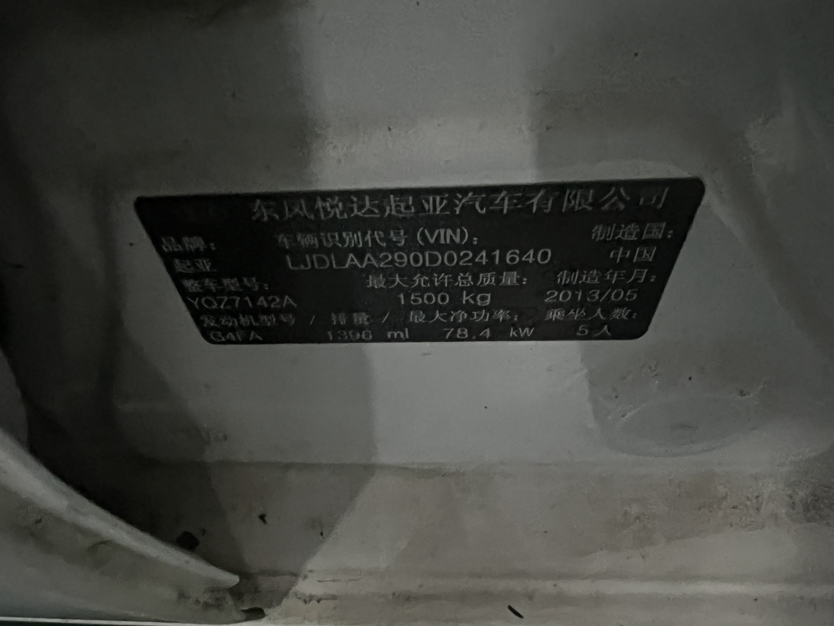 东风悦达起亚汽车有限公司
品牌： 车辆识别代号(VIN)： 制造国：
起亚 LJDLAA290D0241640 中国
整车型号： 最大允许总质量： 制造年月：
YQZ7142A 1500 kg 2013/05
发动机型号 / 排量 / 最大净功率： 乘坐人数：
G4FA 1396 ml 78.4 kW 5人